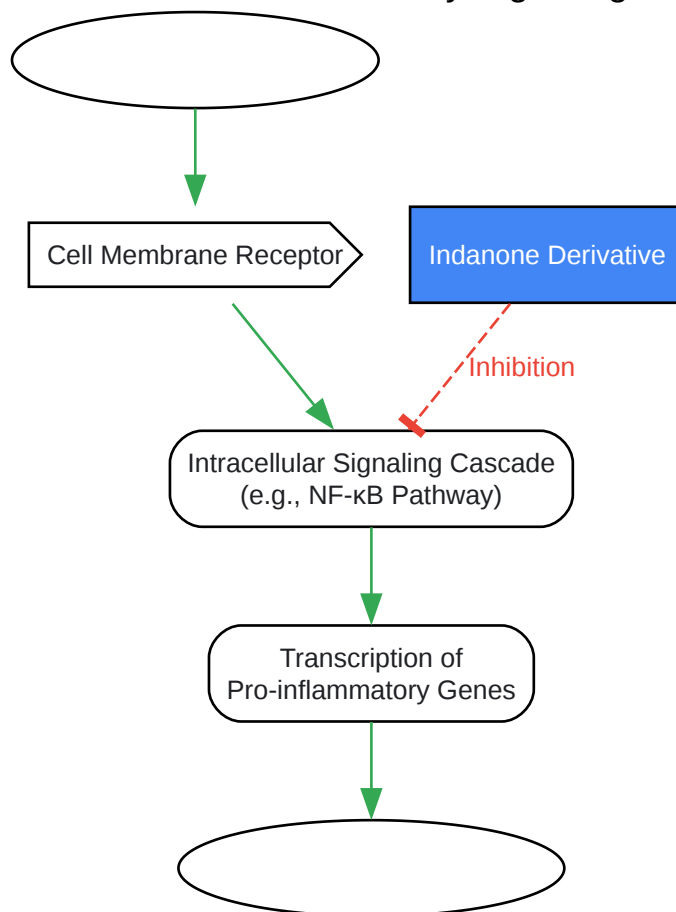 Cell Membrane Receptor
Indanone Derivative
Inhibition
Intracellular Signaling Cascade
(e.g., NF-κB Pathway)
Transcription of
Pro-inflammatory Genes